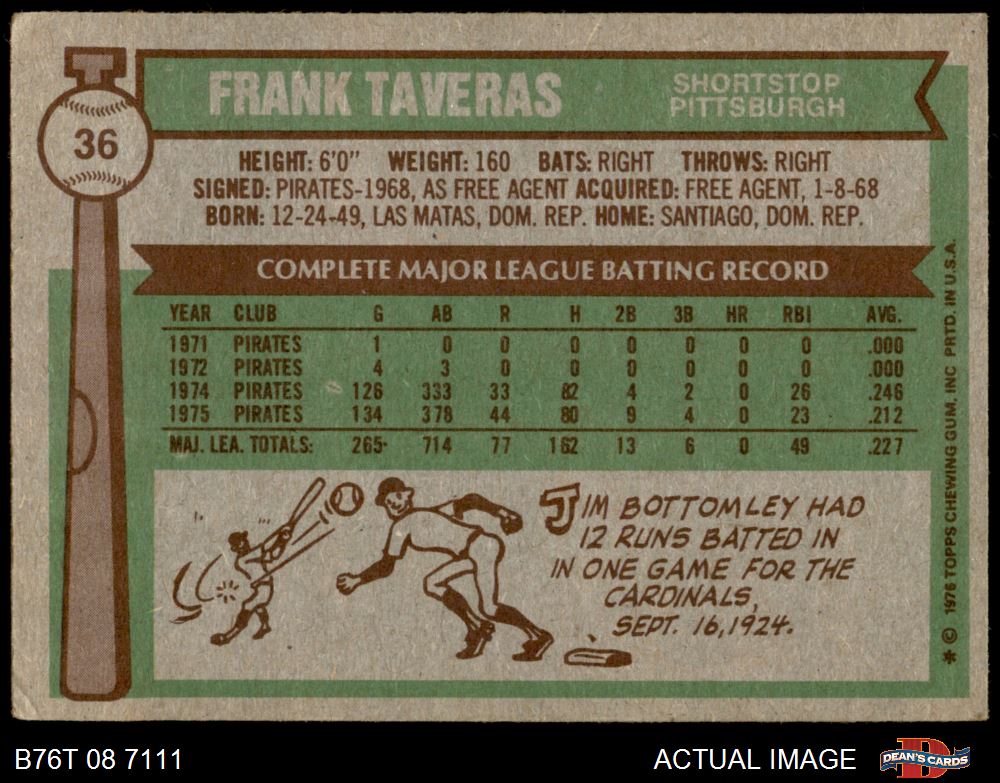 36
FRANK TAVERAS
SHORTSTOP
PITTSBURGH
HEIGHT: 6'0" WEIGHT: 160 BATS: RIGHT THROWS: RIGHT
SIGNED: PIRATES-1968, AS FREE AGENT ACQUIRED: FREE AGENT, 1-8-68
BORN: 12-24-49, LAS MATAS, DOM. REP. HOME: SANTIAGO, DOM. REP.
COMPLETE MAJOR LEAGUE BATTING RECORD
YEAR CLUB G AB R H 2B 3B HR RBI AVG.
1971 PIRATES 1 0 0 0 0 0 0 0 .000
1972 PIRATES 4 3 0 0 0 0 0 0 .000
1974 PIRATES 126 333 33 82 4 2 0 26 .246
1975 PIRATES 134 378 44 80 9 4 0 23 .212
MAJ. LEA. TOTALS: 265 714 77 162 13 6 0 49 .227
JIM BOTTOMLEY HAD
12 RUNS BATTED IN
IN ONE GAME FOR THE
CARDINALS,
SEPT. 16, 1924.
* © 1976 TOPPS CHEWING GUM, INC PRTD. IN U.S.A.
B76T 08 7111
ACTUAL IMAGE
DEAN'S CARDS